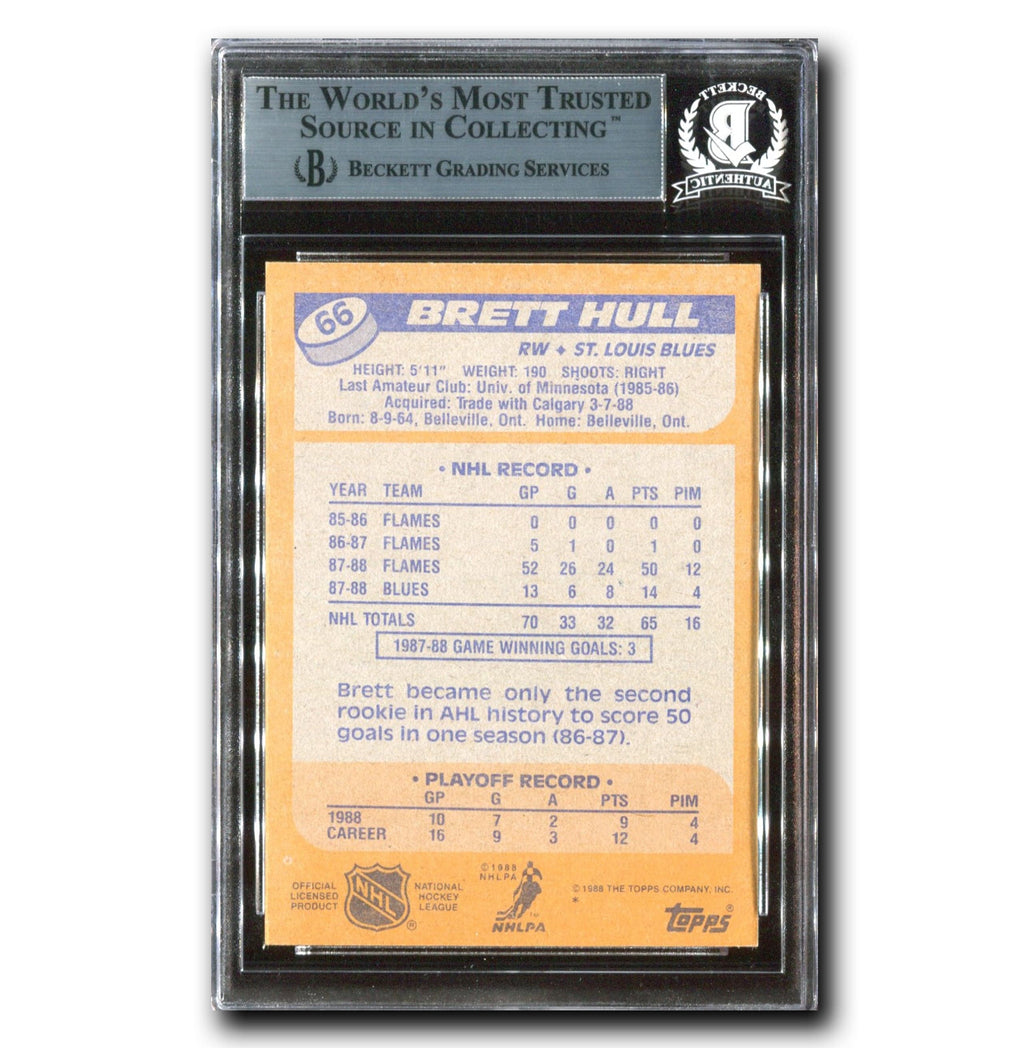 THE WORLD'S MOST TRUSTED
SOURCE IN COLLECTING™
B BECKETT GRADING SERVICES
BECKETT
B
AUTHENTIC
66
BRETT HULL
RW ♦ ST. LOUIS BLUES
HEIGHT: 5'11" WEIGHT: 190 SHOOTS: RIGHT
Last Amateur Club: Univ. of Minnesota (1985-86)
Acquired: Trade with Calgary 3-7-88
Born: 8-9-64, Belleville, Ont. Home: Belleville, Ont.
• NHL RECORD •
YEAR TEAM GP G A PTS PIM
85-86 FLAMES 0 0 0 0 0
86-87 FLAMES 5 1 0 1 0
87-88 FLAMES 52 26 24 50 12
87-88 BLUES 13 6 8 14 4
NHL TOTALS 70 33 32 65 16
1987-88 GAME WINNING GOALS: 3
Brett became only the second
rookie in AHL history to score 50
goals in one season (86-87).
• PLAYOFF RECORD •
GP G A PTS PIM
1988 10 7 2 9 4
CAREER 16 9 3 12 4
OFFICIAL
LICENSED
PRODUCT
NHL
®
NATIONAL
HOCKEY
LEAGUE
©1988
NHLPA
™
NHLPA
©1988 THE TOPPS COMPANY, INC.
*
topps®